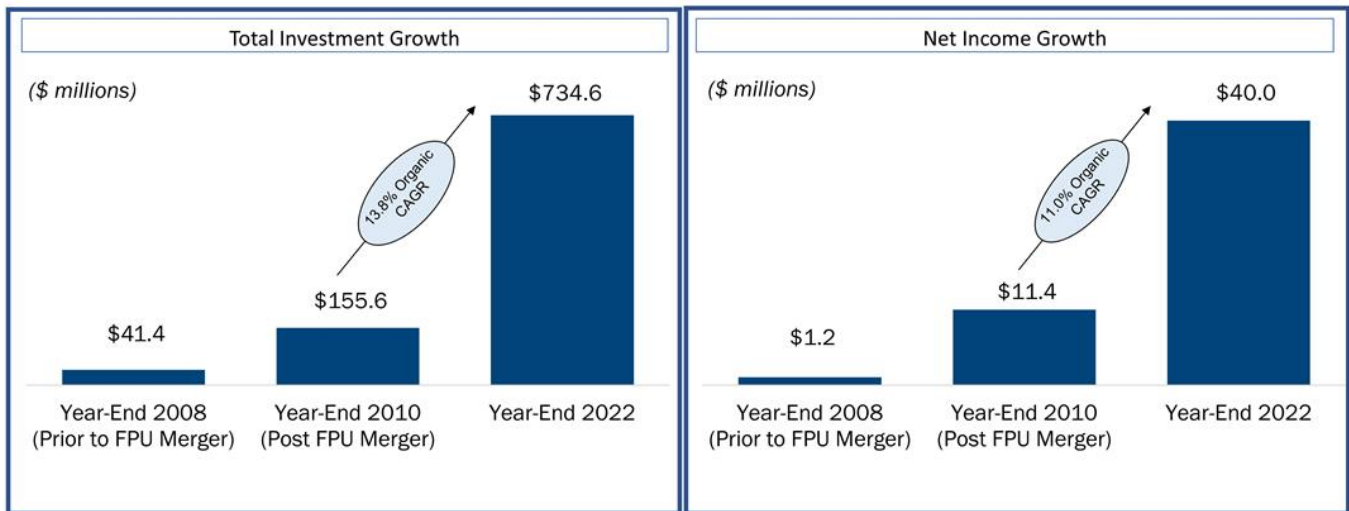 Total Investment Growth
($ millions)
$734.6
13.8% Organic
CAGR
$155.6
$41.4
Year-End 2008
(Prior to FPU Merger)
Year-End 2010
(Post FPU Merger)
Year-End 2022
Net Income Growth
($ millions)
$40.0
11.0% Organic
CAGR
$11.4
$1.2
Year-End 2008
(Prior to FPU Merger)
Year-End 2010
(Post FPU Merger)
Year-End 2022